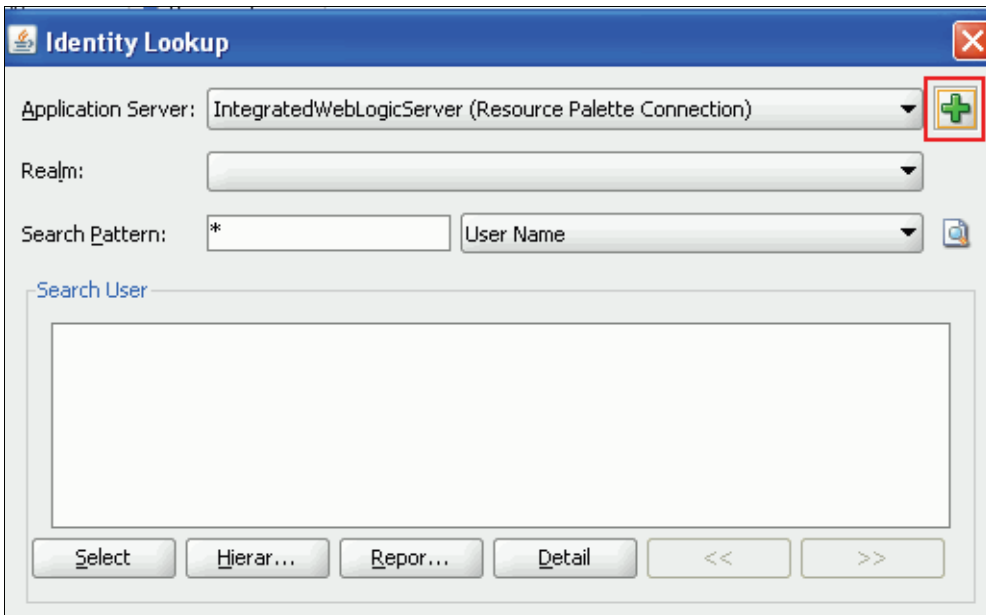 Identity Lookup
Application Server: IntegratedWebLogicServer (Resource Palette Connection)
Realm:
Search Pattern: * User Name
Search User
Select Hierar... Repor... Detail << >>